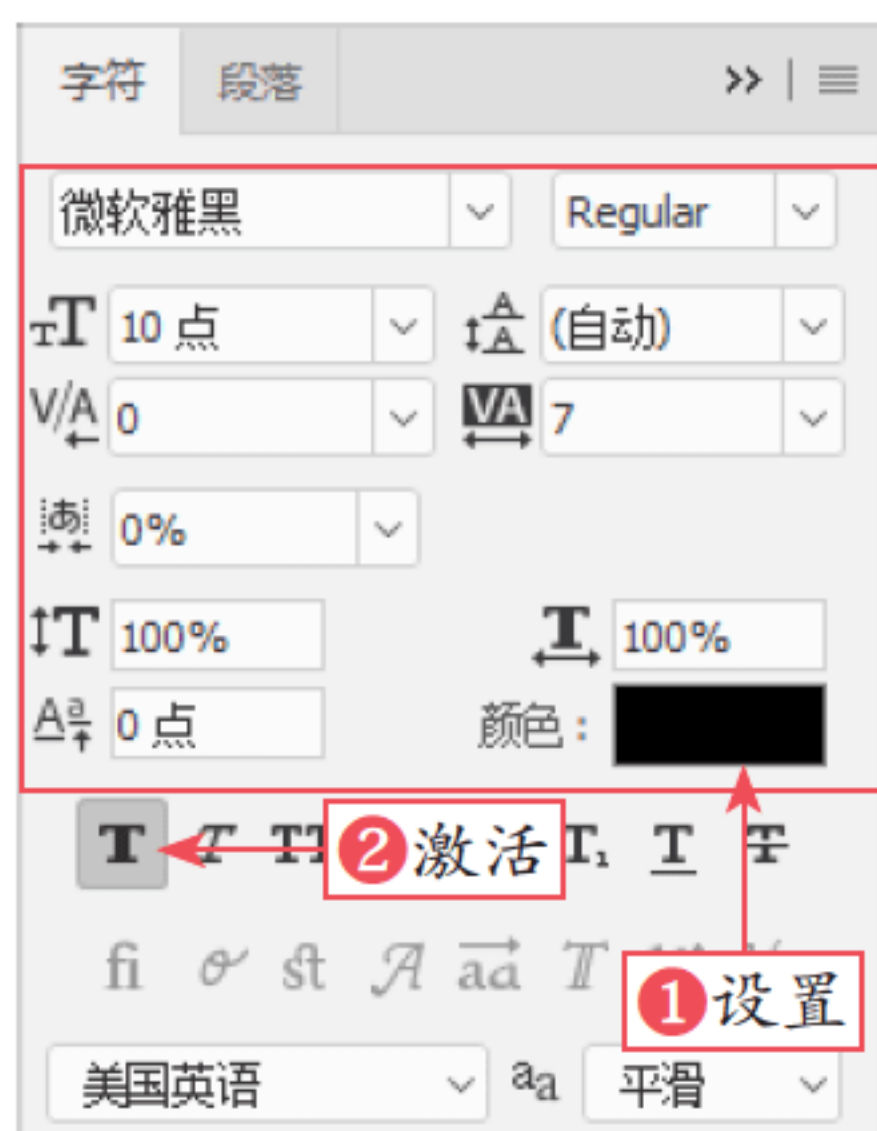 字符 段落
微软雅黑 Regular
10 点 (自动)
0 7
0%
100% 100%
0 点 颜色：
❷激活
❶设置
美国英语 aa 平滑